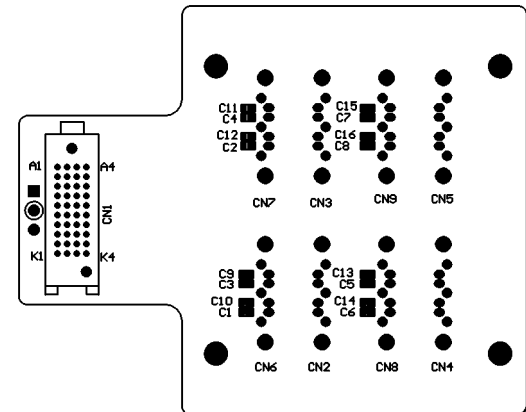 C11 C15
C4 C7
C12 C16
C2 C8
A1 A4
CN7 CN3 CN9 CN5
CN1
K1 K4
C9 C13
C3 C5
C10 C14
C1 C6
CN6 CN2 CN8 CN4